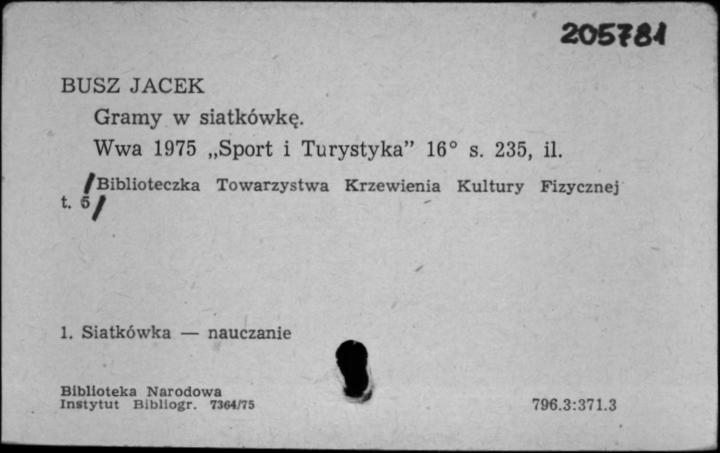 205781
BUSZ JACEK
Gramy w siatkówkę.
Wwa 1975 „Sport i Turystyka” 16° s. 235, il.
/Biblioteczka Towarzystwa Krzewienia Kultury Fizycznej
t. 6/
1. Siatkówka — nauczanie
Biblioteka Narodowa
Instytut Bibliogr. 7364/75
796.3:371.3